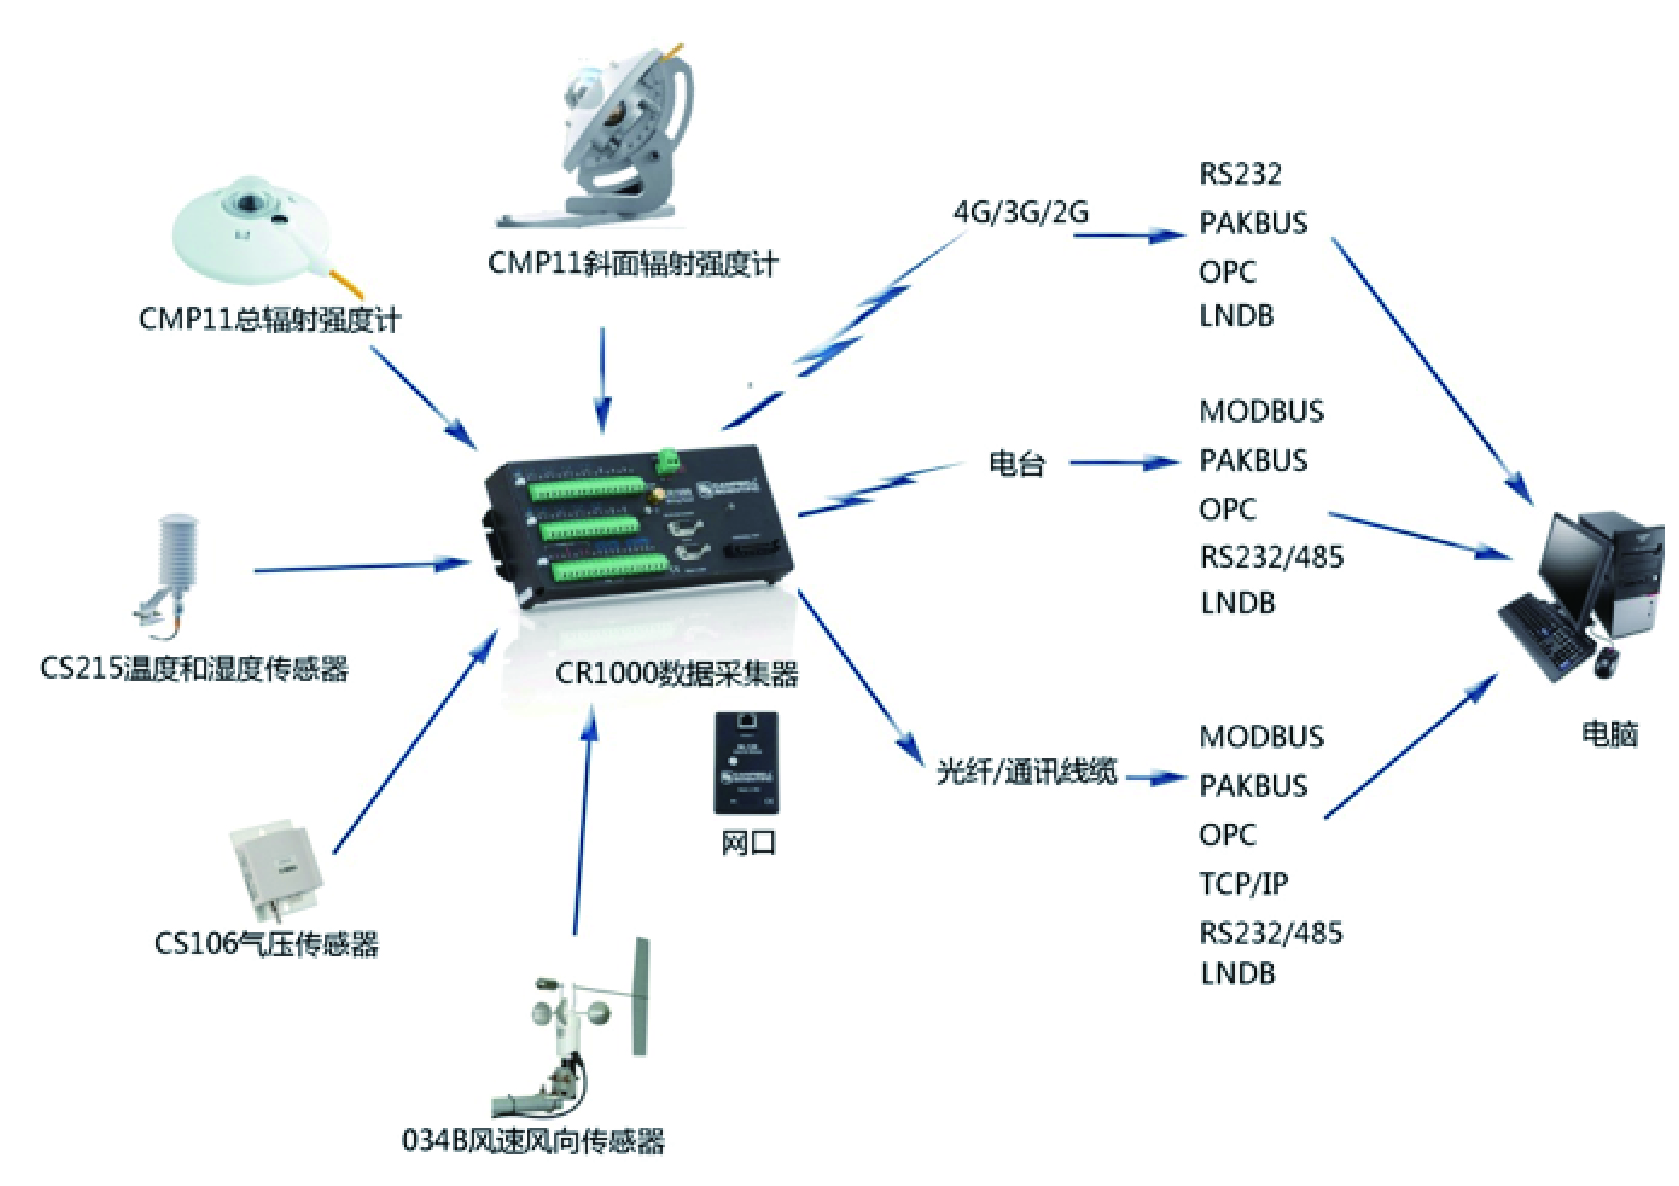 CMP11斜面辐射强度计
CMP11总辐射强度计
CS215温度和湿度传感器
CR1000数据采集器
网口
CS106气压传感器
034B风速风向传感器
4G/3G/2G
RS232
PAKBUS
OPC
LNDB
电台
MODBUS
PAKBUS
OPC
RS232/485
LNDB
光纤/通讯线缆
MODBUS
PAKBUS
OPC
TCP/IP
RS232/485
LNDB
电脑